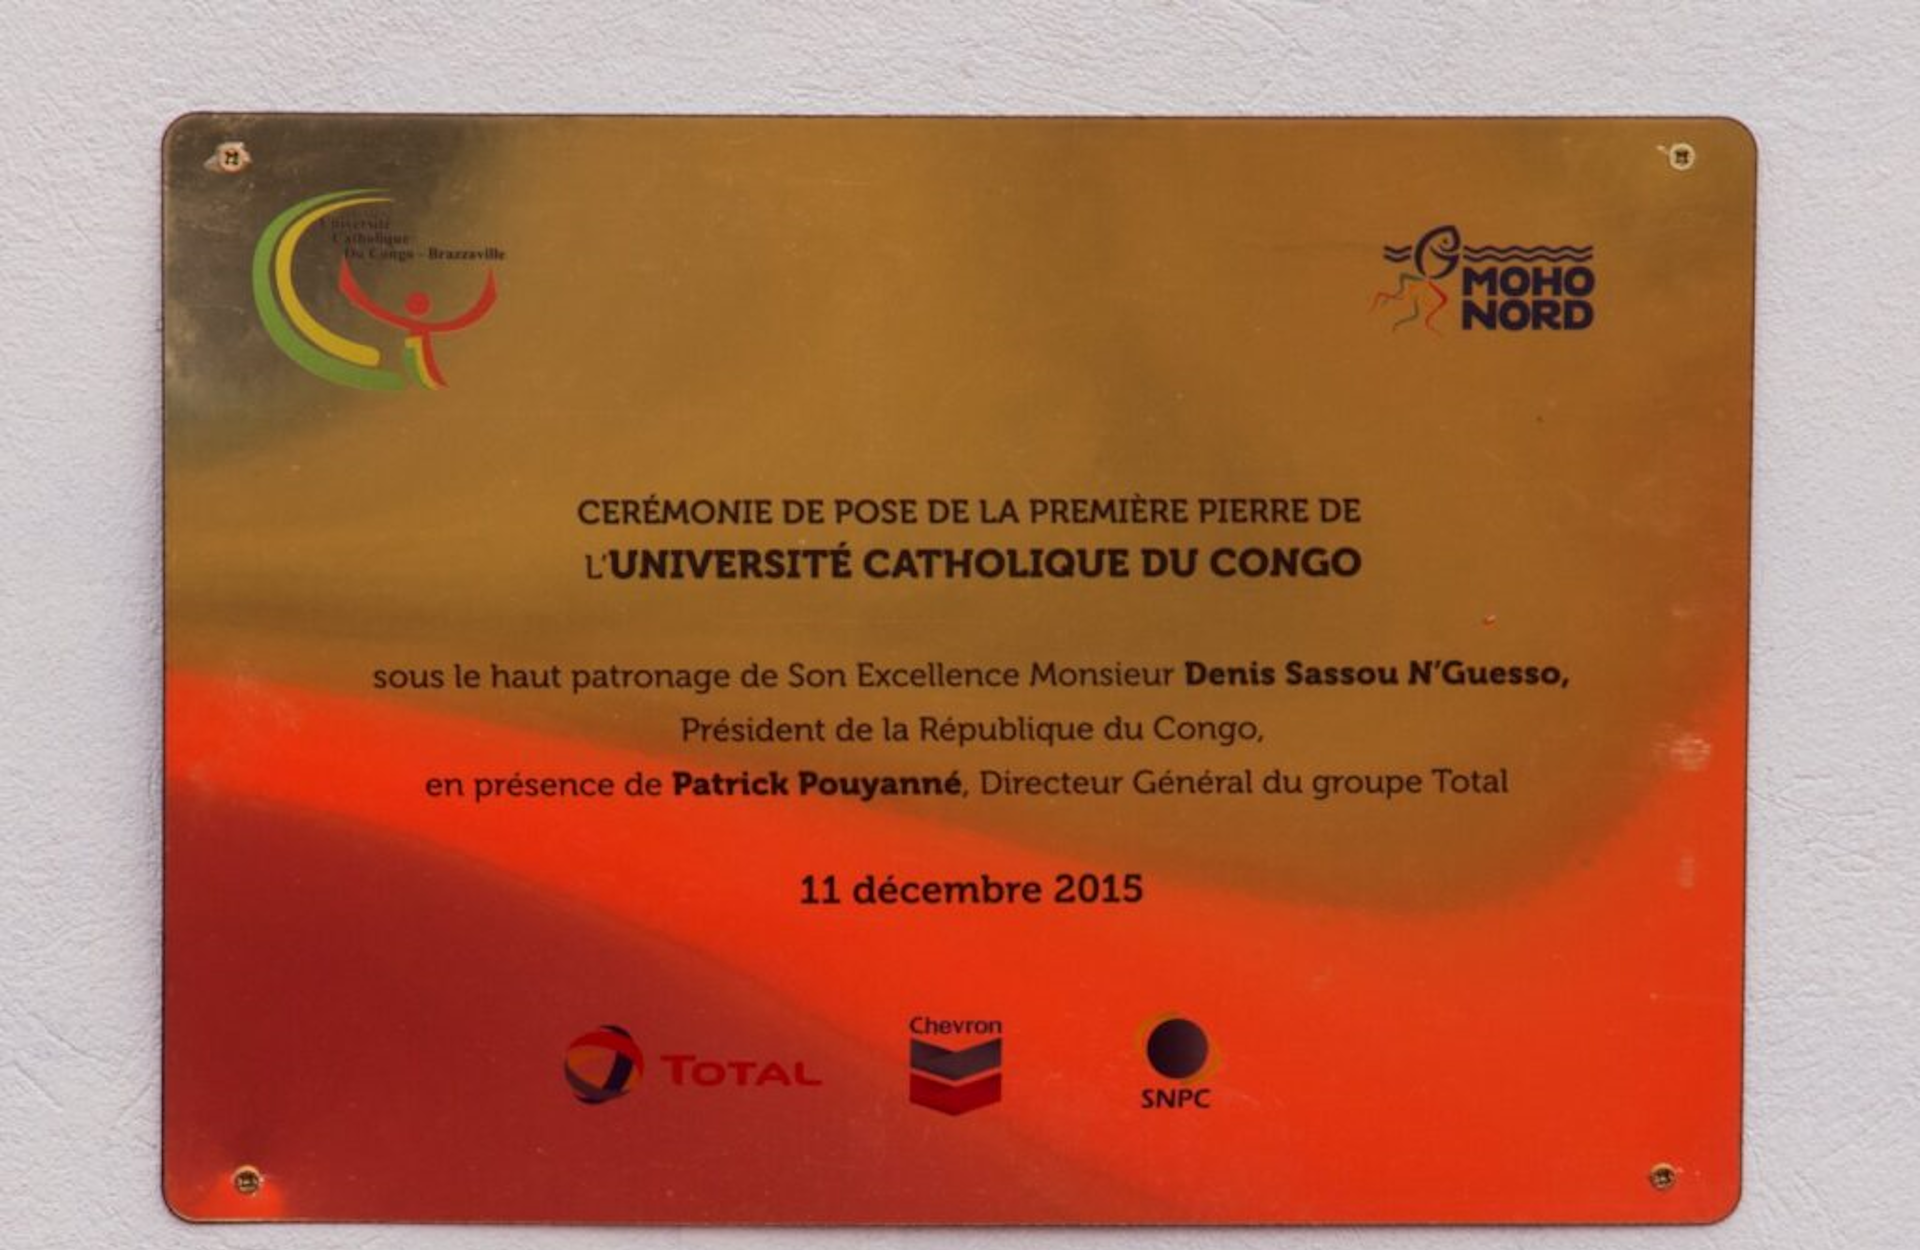 Université
Catholique
Du Congo - Brazzaville
MOHO
NORD
CERÉMONIE DE POSE DE LA PREMIÈRE PIERRE DE
L'UNIVERSITÉ CATHOLIQUE DU CONGO
sous le haut patronage de Son Excellence Monsieur Denis Sassou N'Guesso,
Président de la République du Congo,
en présence de Patrick Pouyanné, Directeur Général du groupe Total
11 décembre 2015
TOTAL
Chevron
SNPC